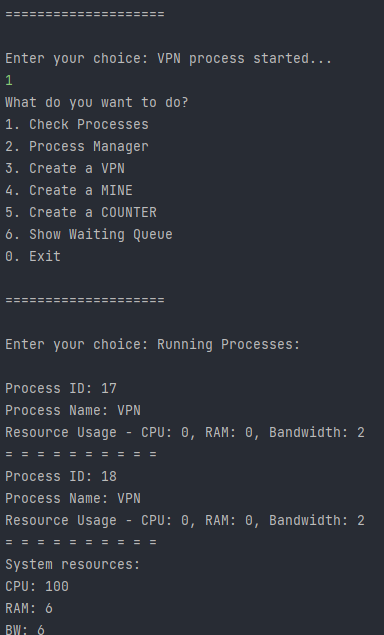 ====================
Enter your choice: VPN process started...
1
What do you want to do?
1. Check Processes
2. Process Manager
3. Create a VPN
4. Create a MINE
5. Create a COUNTER
6. Show Waiting Queue
0. Exit
====================
Enter your choice: Running Processes:
Process ID: 17
Process Name: VPN
Resource Usage - CPU: 0, RAM: 0, Bandwidth: 2
= = = = = = = = = =
Process ID: 18
Process Name: VPN
Resource Usage - CPU: 0, RAM: 0, Bandwidth: 2
= = = = = = = = = =
System resources:
CPU: 100
RAM: 6
BW: 6